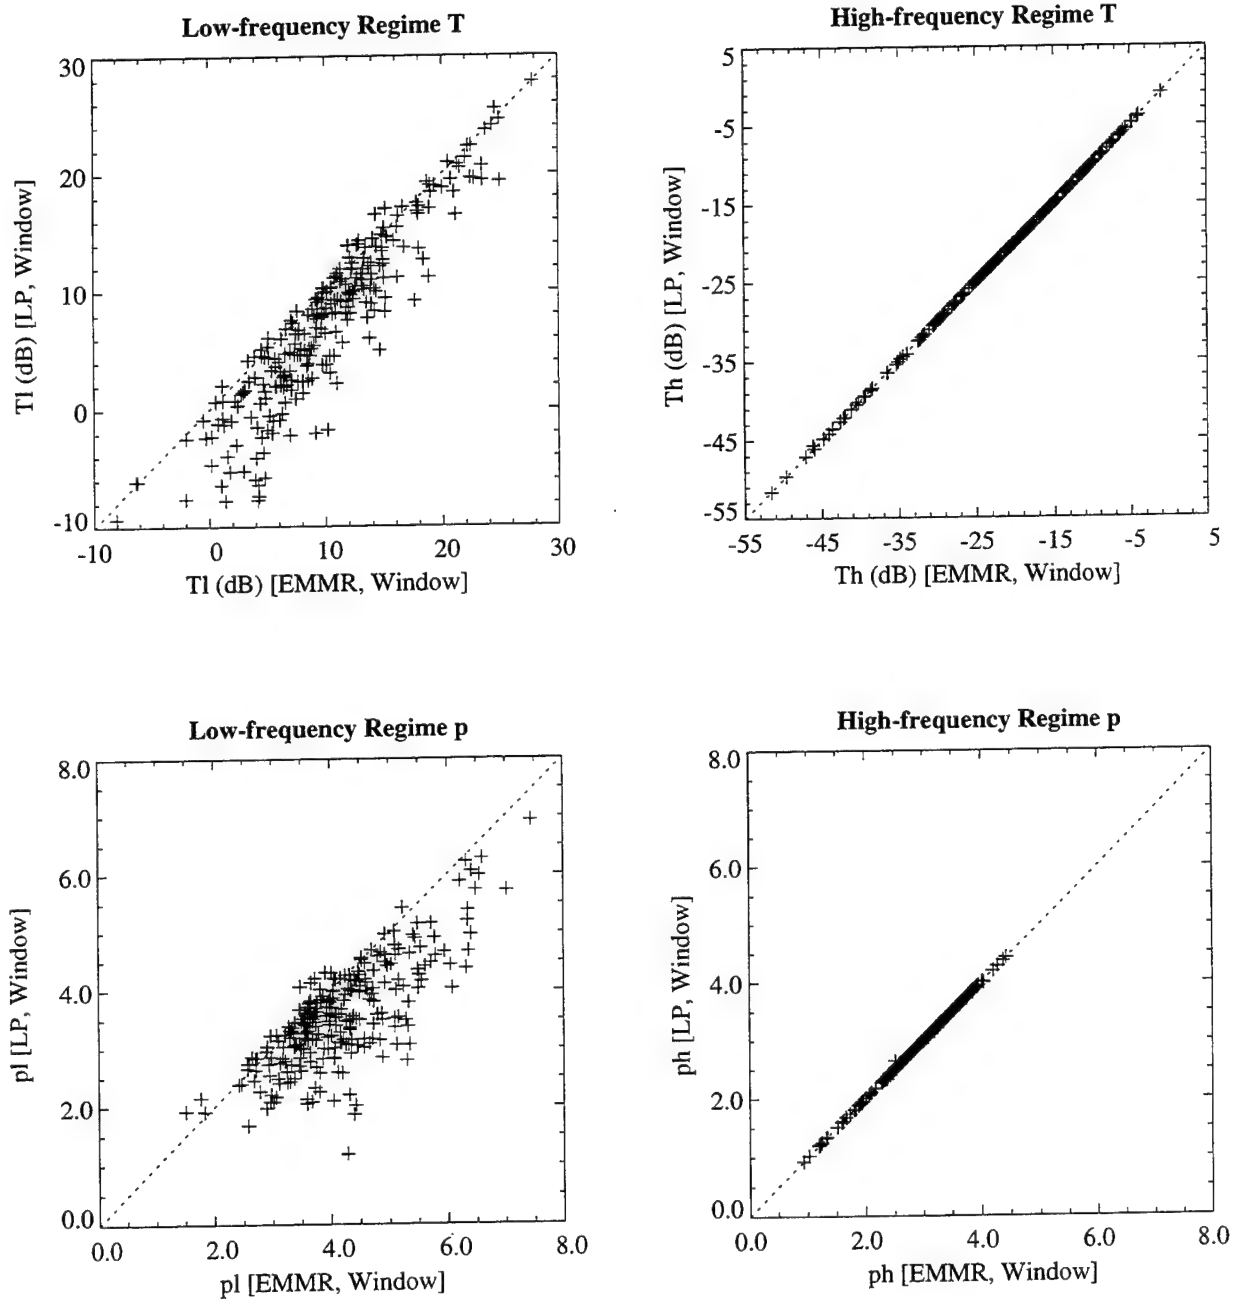 Low-frequency Regime T
30
20
10
0
-10
-10 0 10 20 30
Tl (dB) [LP, Window]
Tl (dB) [EMMR, Window]
High-frequency Regime T
5
-5
-15
-25
-35
-45
-55
-55 -45 -35 -25 -15 -5 5
Th (dB) [LP, Window]
Th (dB) [EMMR, Window]
Low-frequency Regime p
8.0
6.0
4.0
2.0
0.0
0.0 2.0 4.0 6.0 8.0
pl [LP, Window]
pl [EMMR, Window]
High-frequency Regime p
8.0
6.0
4.0
2.0
0.0
0.0 2.0 4.0 6.0 8.0
ph [LP, Window]
ph [EMMR, Window]